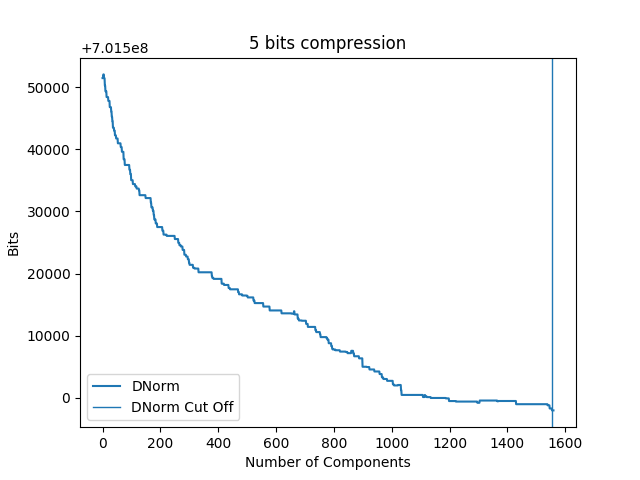 5 bits compression
+7.015e8
50000
40000
30000
20000
10000
0
Bits
DNorm
DNorm Cut Off
0 200 400 600 800 1000 1200 1400 1600
Number of Components